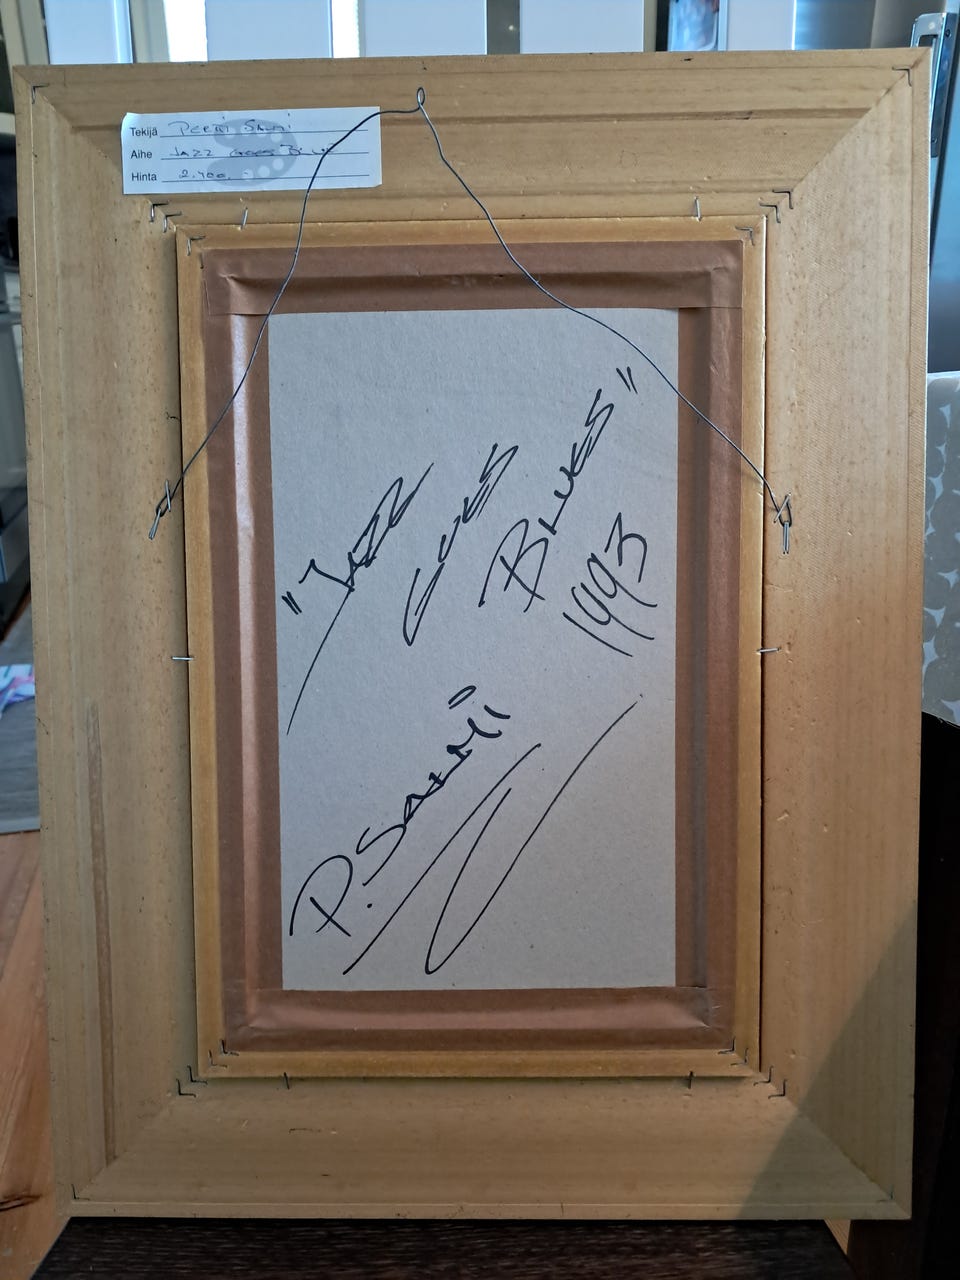 Tekijä Pertti Salmi
Aihe Jazz Goes Blues
Hinta 2.400.-
"JAZZ GOES BLUES"
1993
P. SALMI